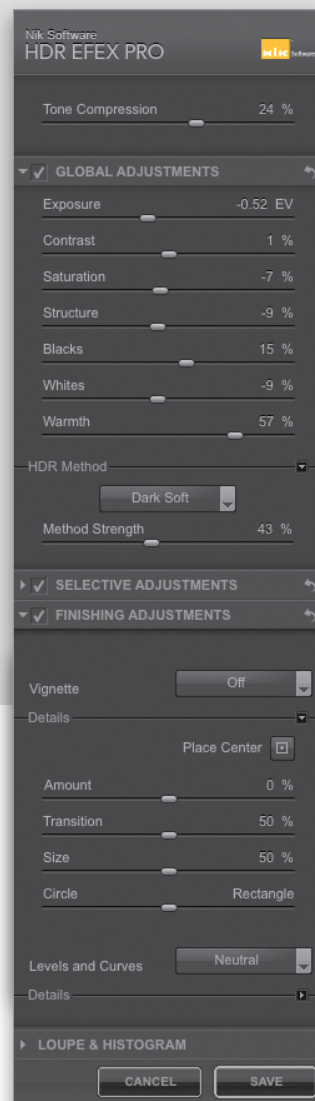 Nik Software
HDR EFEX PRO
nik Software
Tone Compression 24 %
GLOBAL ADJUSTMENTS
Exposure -0.52 EV
Contrast 1 %
Saturation -7 %
Structure -9 %
Blacks 15 %
Whites -9 %
Warmth 57 %
HDR Method
Dark Soft
Method Strength 43 %
SELECTIVE ADJUSTMENTS
FINISHING ADJUSTMENTS
Vignette Off
Details
Place Center
Amount 0 %
Transition 50 %
Size 50 %
Circle Rectangle
Levels and Curves Neutral
Details
LOUPE & HISTOGRAM
CANCEL SAVE